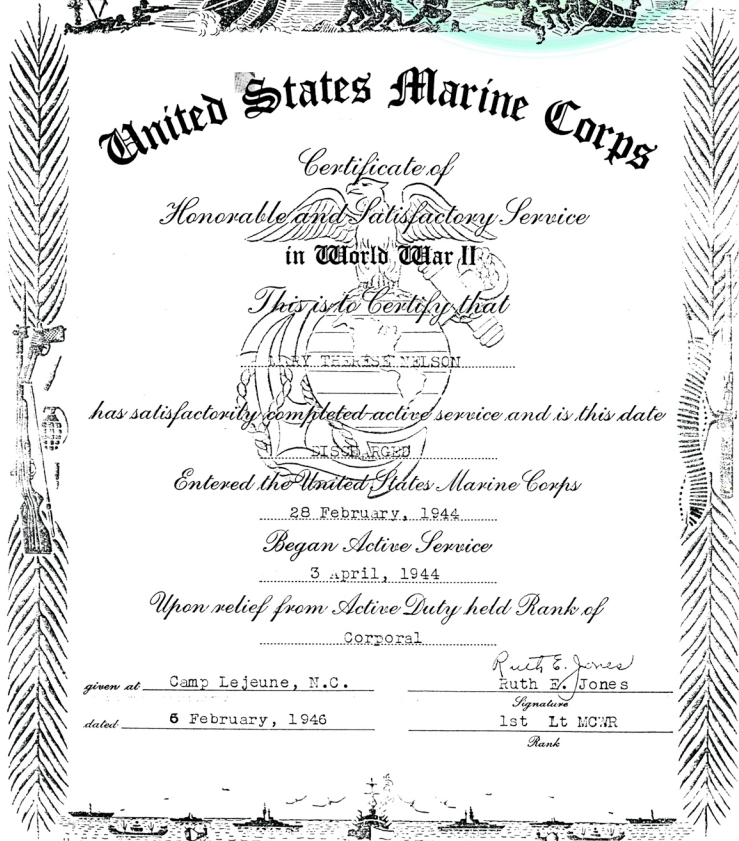 United States Marine Corps
Certificate of
Honorable and Satisfactory Service
in World War II
This is to Certify that
THERESE NELSON
has satisfactorily completed active service and is this date
Entered the United States Marine Corps
28 February, 1944
Began Active Service
3 April, 1944
Upon relief from Active Duty held Rank of
Corporal
Ruth E. Jones
given at Camp Lejeune, N.C. Ruth E. Jones
Signature
dated 6 February, 1946 1st Lt MCWR
Rank